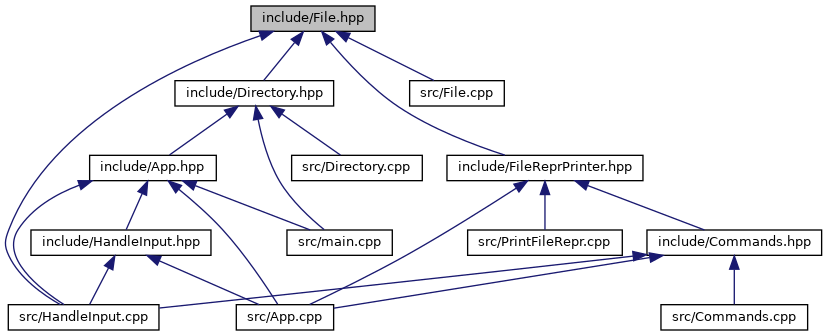 include/File.hpp
include/Directory.hpp
src/File.cpp
include/App.hpp
src/Directory.cpp
include/FileReprPrinter.hpp
include/HandleInput.hpp
src/main.cpp
src/PrintFileRepr.cpp
include/Commands.hpp
src/HandleInput.cpp
src/App.cpp
src/Commands.cpp